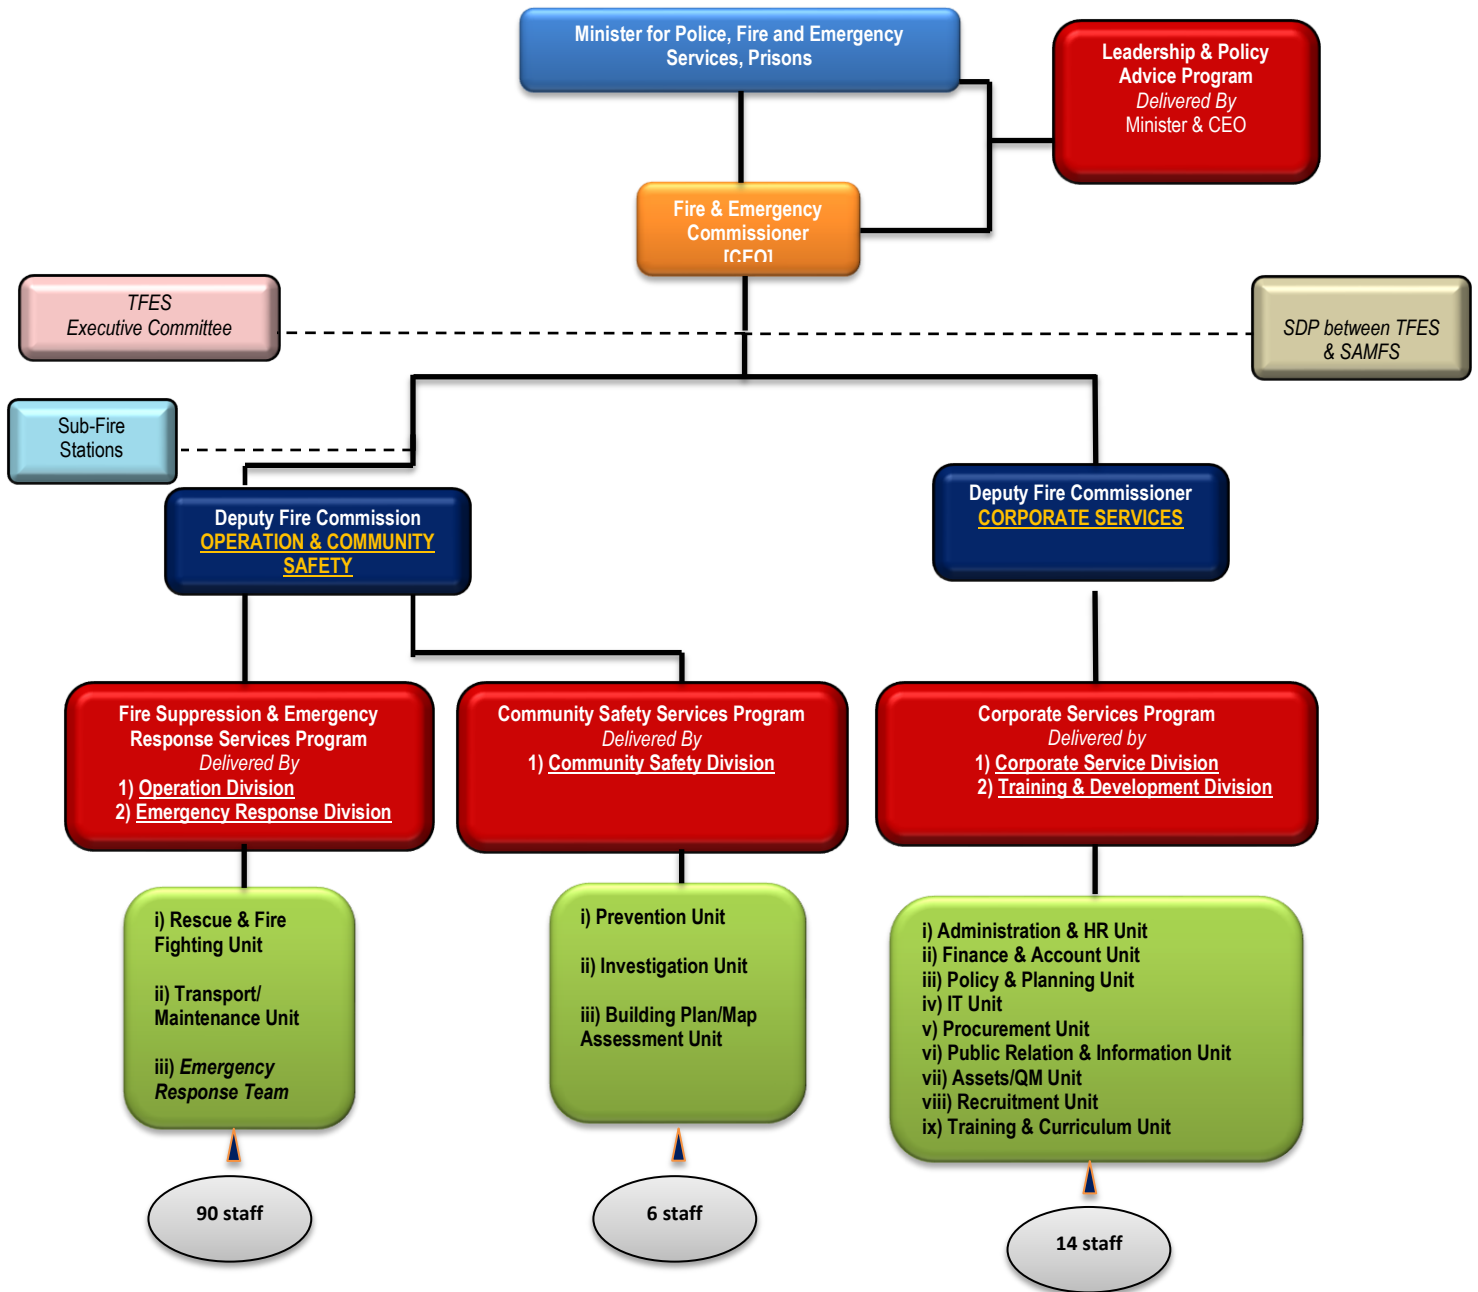 Minister for Police, Fire and Emergency
Services, Prisons
Leadership & Policy
Advice Program
Delivered By
Minister & CEO
Fire & Emergency
Commissioner
[CEO]
TFES
Executive Committee
SDP between TFES
& SAMFS
Sub-Fire
Stations
Deputy Fire Commission
OPERATION & COMMUNITY
SAFETY
Deputy Fire Commissioner
CORPORATE SERVICES
Fire Suppression & Emergency
Response Services Program
Delivered By
1) Operation Division
2) Emergency Response Division
Community Safety Services Program
Delivered By
1) Community Safety Division
Corporate Services Program
Delivered by
1) Corporate Service Division
2) Training & Development Division
i) Rescue & Fire
Fighting Unit
ii) Transport/
Maintenance Unit
iii) Emergency
Response Team
i) Prevention Unit
ii) Investigation Unit
iii) Building Plan/Map
Assessment Unit
i) Administration & HR Unit
ii) Finance & Account Unit
iii) Policy & Planning Unit
iv) IT Unit
v) Procurement Unit
vi) Public Relation & Information Unit
vii) Assets/QM Unit
viii) Recruitment Unit
ix) Training & Curriculum Unit
90 staff
6 staff
14 staff